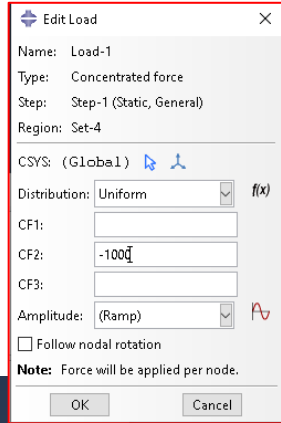 Edit Load
Name: Load-1
Type: Concentrated force
Step: Step-1 (Static, General)
Region: Set-4
CSYS: (Global)
Distribution: Uniform f(x)
CF1:
CF2: -1000
CF3:
Amplitude: (Ramp)
Follow nodal rotation
Note: Force will be applied per node.
OK Cancel